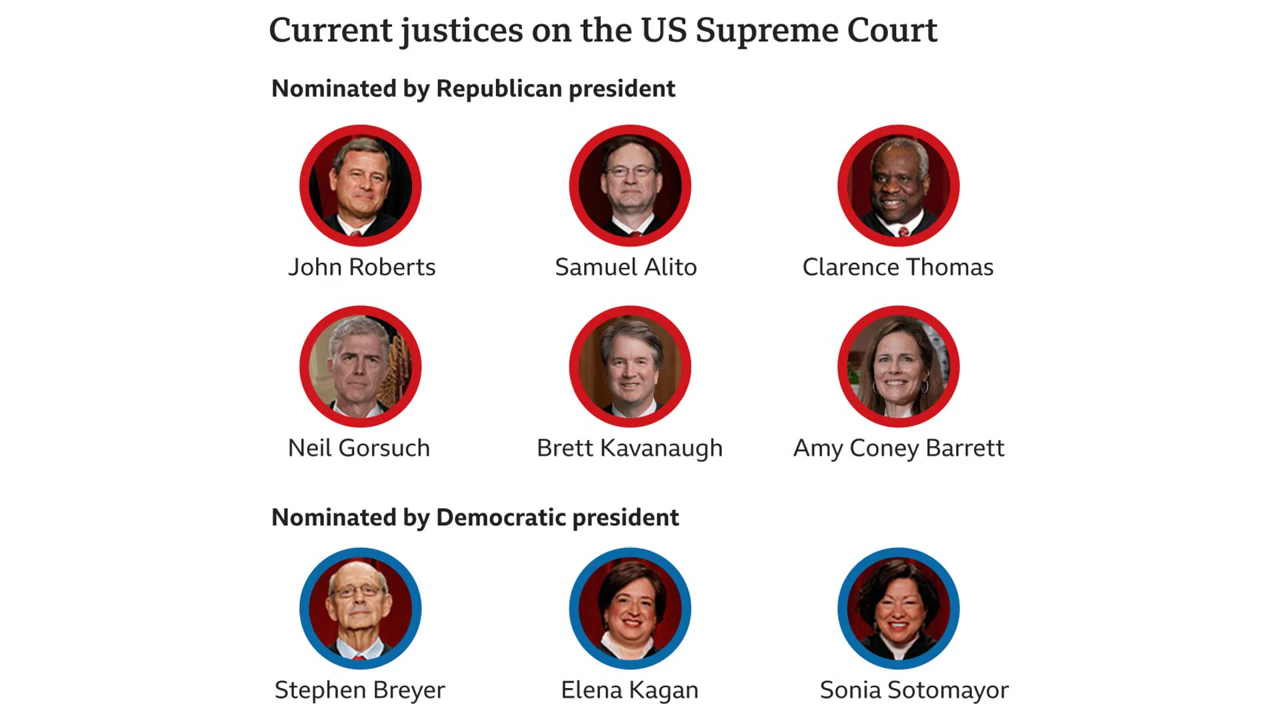 Current justices on the US Supreme Court
Nominated by Republican president
John Roberts
Samuel Alito
Clarence Thomas
Neil Gorsuch
Brett Kavanaugh
Amy Coney Barrett
Nominated by Democratic president
Stephen Breyer
Elena Kagan
Sonia Sotomayor